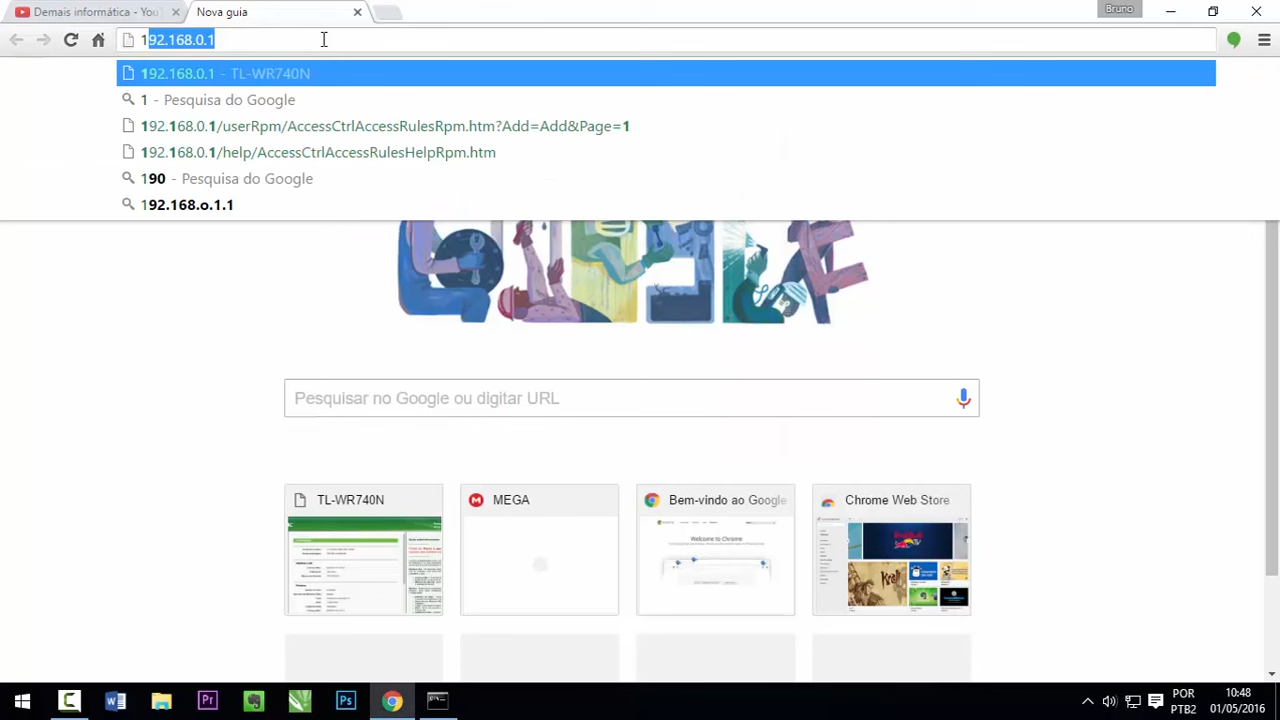 Demais informática - You
Nova guia
Bruno
192.168.0.1
192.168.0.1 - TL-WR740N
1 - Pesquisa do Google
192.168.0.1/userRpm/AccessCtrlAccessRulesRpm.htm?Add=Add&Page=1
192.168.0.1/help/AccessCtrlAccessRulesHelpRpm.htm
190 - Pesquisa do Google
192.168.o.1.1
Pesquisar no Google ou digitar URL
TL-WR740N
MEGA
Bem-vindo ao Google
Chrome Web Store
Welcome to Chrome
POR
PTB2
10:48
01/05/2016